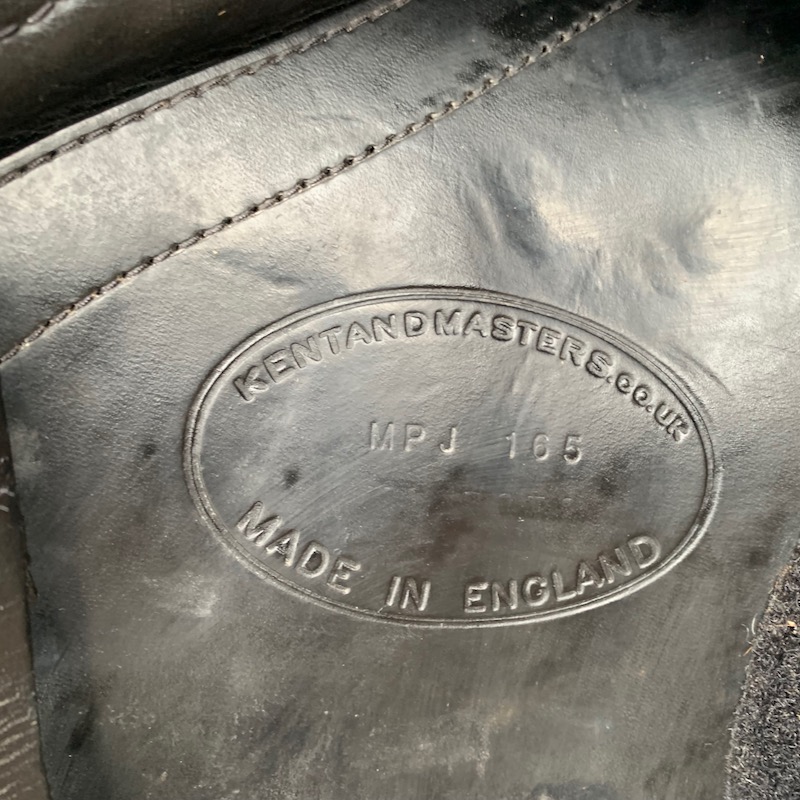 KENTANDMASTERS.CO.UK
MPJ 165
MADE IN ENGLAND